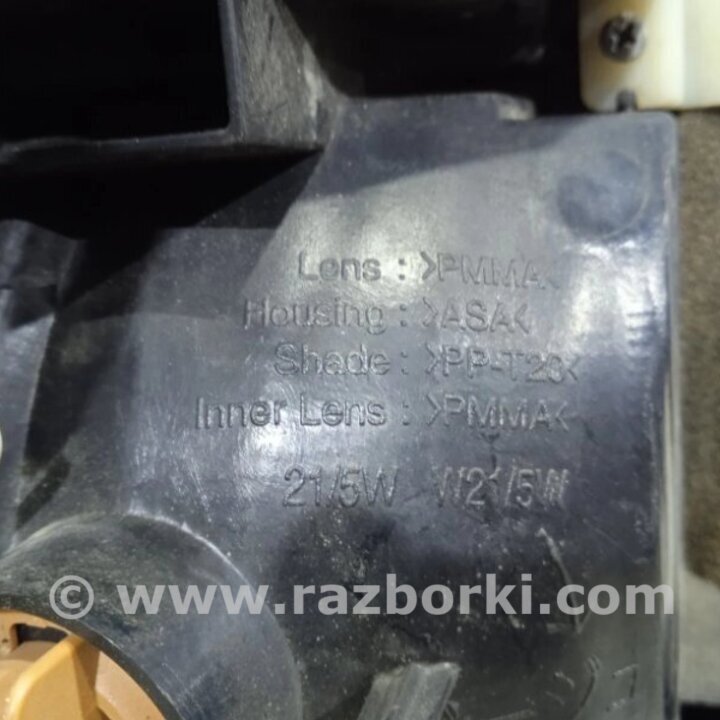 Lens : >PMMA<
Housing : >ASA<
Shade : >PP-T20<
Inner Lens : >PMMA<
21/5W W21/5W
© www.razborki.com